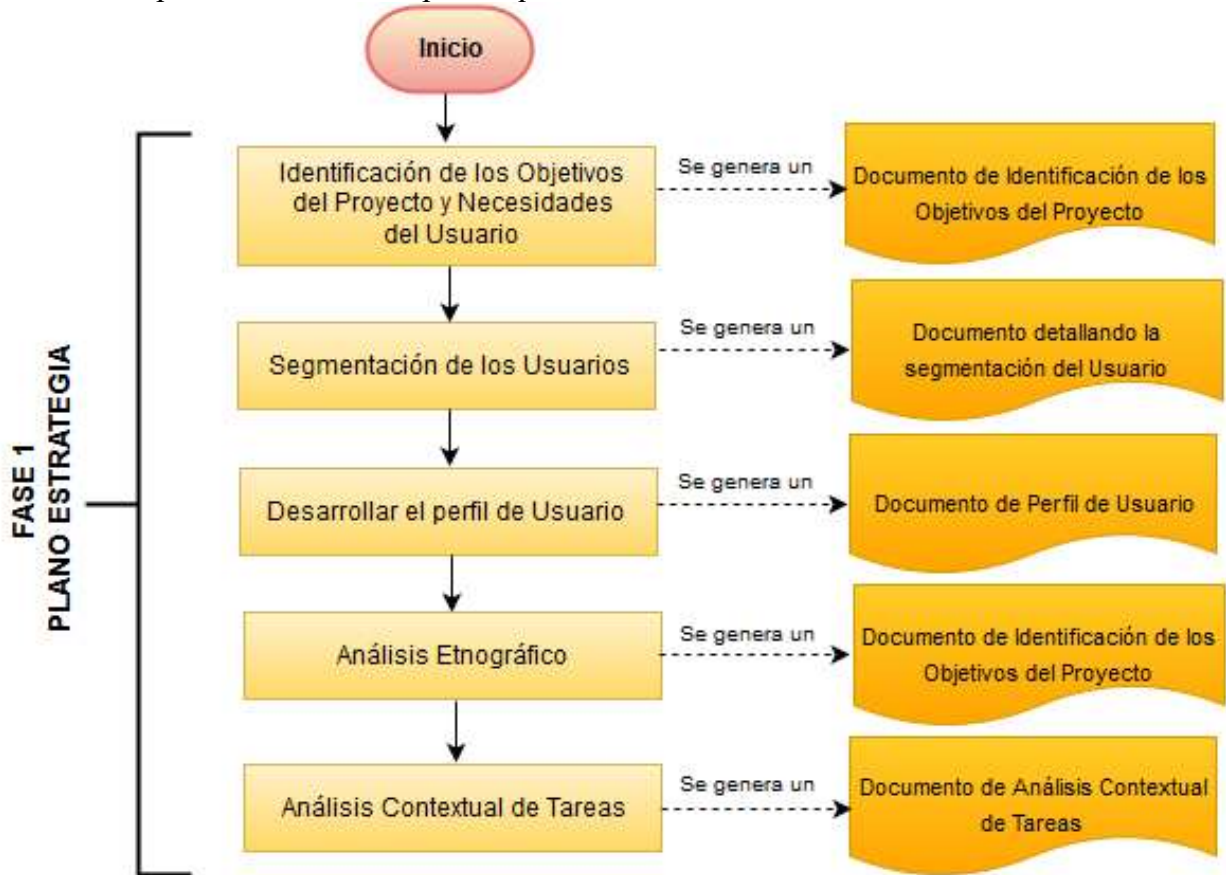 Inicio
Identificación de los Objetivos
del Proyecto y Necesidades
del Usuario
Se genera un
Documento de Identificación de los
Objetivos del Proyecto
Segmentación de los Usuarios
Se genera un
Documento detallando la
segmentación del Usuario
FASE 1
PLANO ESTRATEGIA
Desarrollar el perfil de Usuario
Se genera un
Documento de Perfil de Usuario
Análisis Etnográfico
Se genera un
Documento de Identificación de los
Objetivos del Proyecto
Análisis Contextual de Tareas
Se genera un
Documento de Análisis Contextual
de Tareas